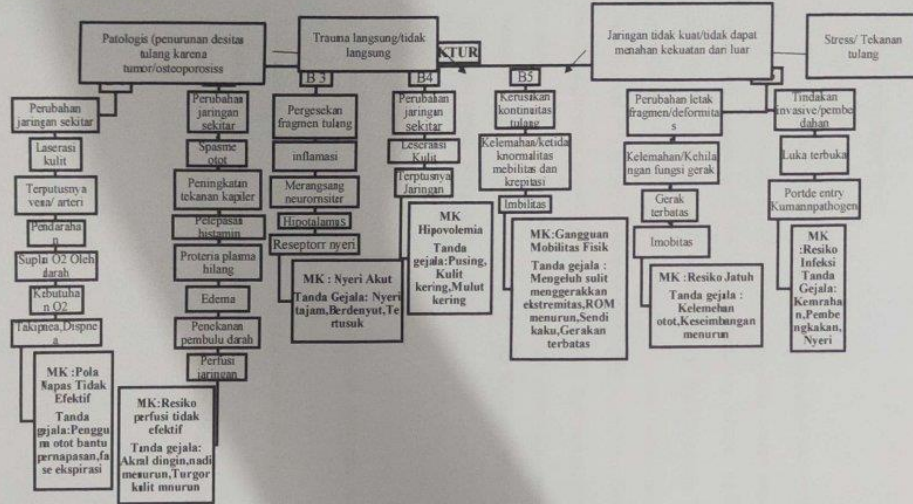 Patologis (penurunan desitas
tulang karena
tumor/osteoporosiss
Trauma langsung/tidak
langsung
KTUR
Jaringan tidak kuat/tidak dapat
menahan kekuatan dari luar
Stress/ Tekanan
tulang
Perubahan
jaringan sekitar
Laserasi
kulit
Terputusnya
vena/ arteri
Pendaraha
n
Suplai O2 Oleh
darah
Kebutuha
n O2
Takipnea,Dispne
a
MK : Pola
Napas Tidak
Efektif
Tanda
gejala:Penggu
m otot bantu
pernapasan,fa
se ekspirasi
Perubahan
jaringan
sekitar
Spasme
otot
Peningkatan
tekanan kapiler
Pelepasan
histamin
Proteria plasma
hilang
Edema
Penekanan
pembulu darah
Perfusi
jaringan
MK:Resiko
perfusi tidak
efektif
Tanda gejala:
Akral dingin,nadi
menurun,Turgor
kulit mnurun
B 3
Pergesekan
fragmen tulang
inflamasi
Merangsang
neurornsiter
Hipotalamus
Reseptorr nyeri
MK : Nyeri Akut
Tanda Gejala: Nyeri
tajam,Berdenyut,Te
rtusuk
B4
Perubahan
jaringan
sekitar
Leseransi
Kulit
Terptusnya
Jaringan
MK
Hipovolemia
Tanda
gejala:Pusing,
Kulit
kering,Mulut
kering
B5
Kerusakan
kontinuitas
tulang
Kelemahan/ketida
knormalitas
mebilitas dan
krepitasi
Imbilitas
MK:Gangguan
Mobilitas Fisik
Tanda gejala :
Mengeluh sulit
menggerakkan
ekstremitas,ROM
menurun,Sendi
kaku,Gerakan
terbatas
Perubahan letak
fragmen/deformita
s
Kelemahan/Kehila
ngan fungsi gerak
Gerak
terbatas
Imobitas
MK :Resiko Jatuh
Tanda gejala :
Kelemehan
otot,Keseimbangan
menurun
Tindakan
invasive/pembe
dahan
Luka terbuka
Portde entry
Kumannpathogen
MK
:Resiko
Infeksi
Tanda
Gejala:
Kemraha
n,Pembe
ngkakan,
Nyeri